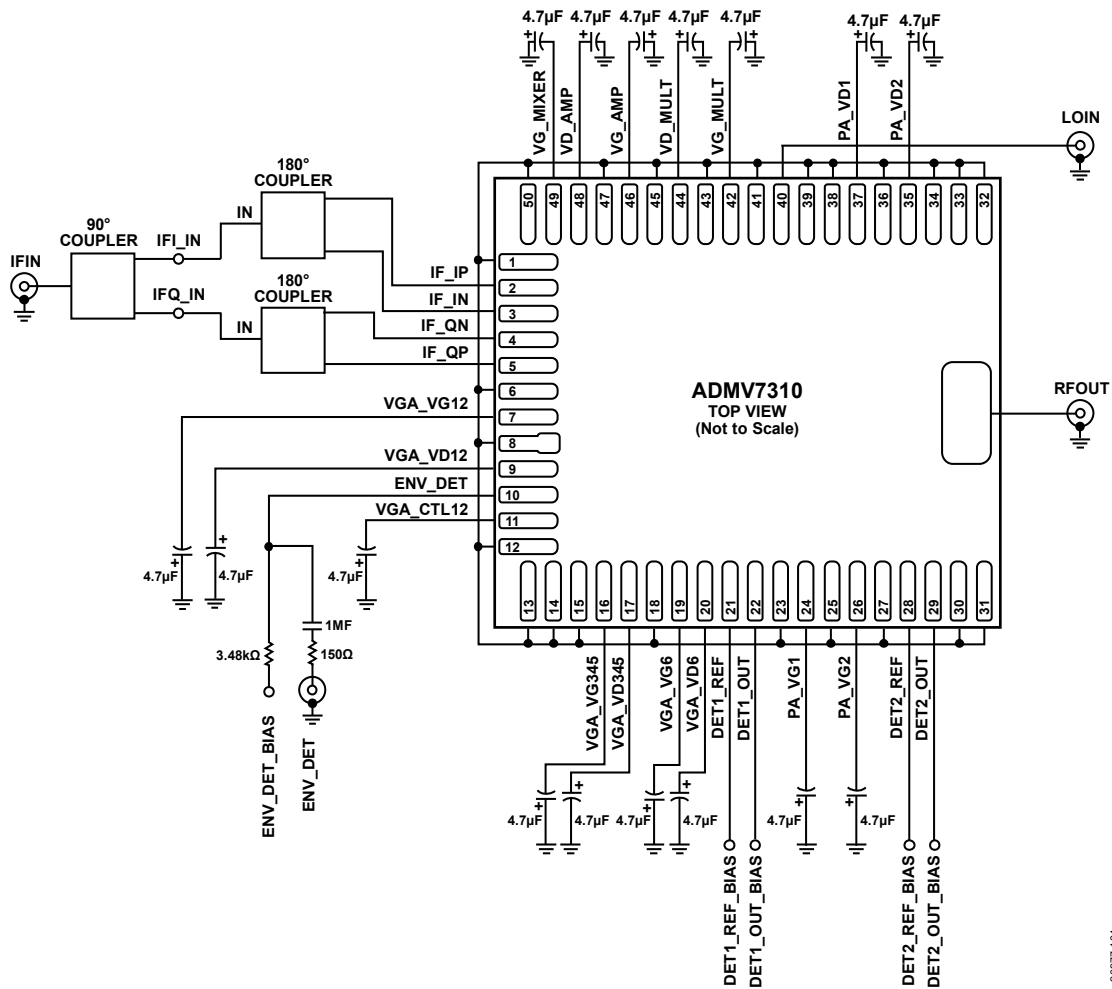 4.7µF 4.7µF 4.7µF 4.7µF 4.7µF 4.7µF 4.7µF
+ + + + + + +
VG_MIXER
VD_AMP
VG_AMP
VD_MULT
VG_MULT
PA_VD1
PA_VD2
LOIN
50 49 48 47 46 45 44 43 42 41 40 39 38 37 36 35 34 33 32
90°
COUPLER
IFIN
IFI_IN
IFQ_IN
180°
COUPLER
IN
180°
COUPLER
IN
IF_IP
IF_IN
IF_QN
IF_QP
VGA_VG12
VGA_VD12
ENV_DET
VGA_CTL12
1
2
3
4
5
6
7
8
9
10
11
12
ADMV7310
TOP VIEW
(Not to Scale)
RFOUT
+ + +
4.7µF 4.7µF 4.7µF
1MF
3.48kΩ
150Ω
ENV_DET_BIAS
ENV_DET
13 14 15 16 17 18 19 20 21 22 23 24 25 26 27 28 29 30 31
VGA_VG345
VGA_VD345
VGA_VG6
VGA_VD6
DET1_REF
DET1_OUT
PA_VG1
PA_VG2
DET2_REF
DET2_OUT
+ + + + + +
4.7µF 4.7µF 4.7µF 4.7µF 4.7µF 4.7µF
DET1_REF_BIAS
DET1_OUT_BIAS
DET2_REF_BIAS
DET2_OUT_BIAS